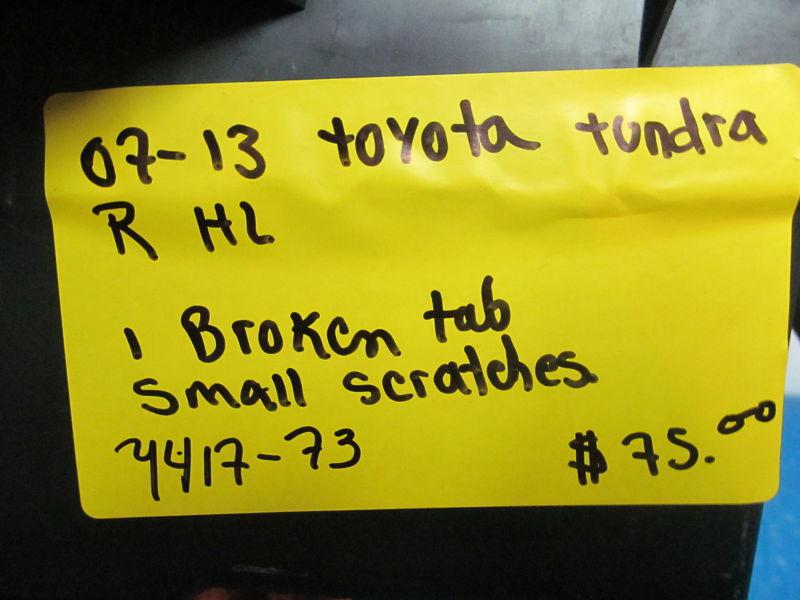 07-13 toyota tundra
R HL
1 Broken tab
small scratches.
4417-73 $75.00